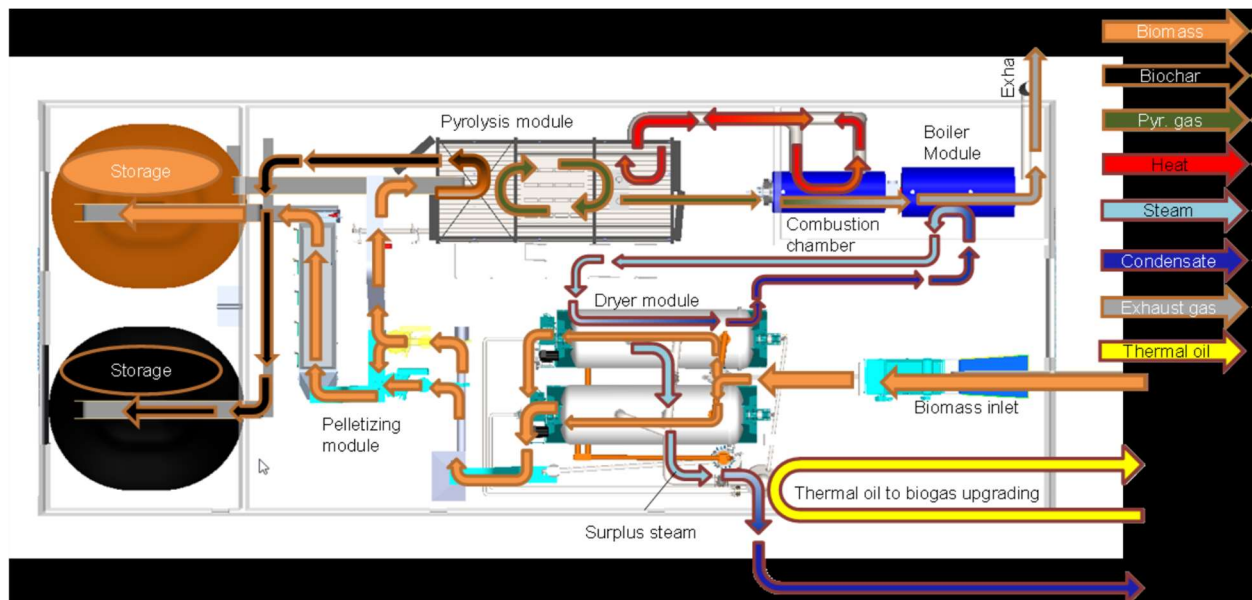 Biomass
Exha
Biochar
Pyrolysis module
Pyr. gas
Boiler
Module
Heat
Storage
Steam
Combustion
chamber
Condensate
Dryer module
Exhaust gas
Thermal oil
Storage
Biomass inlet
Pelletizing
module
Thermal oil to biogas upgrading
Surplus steam